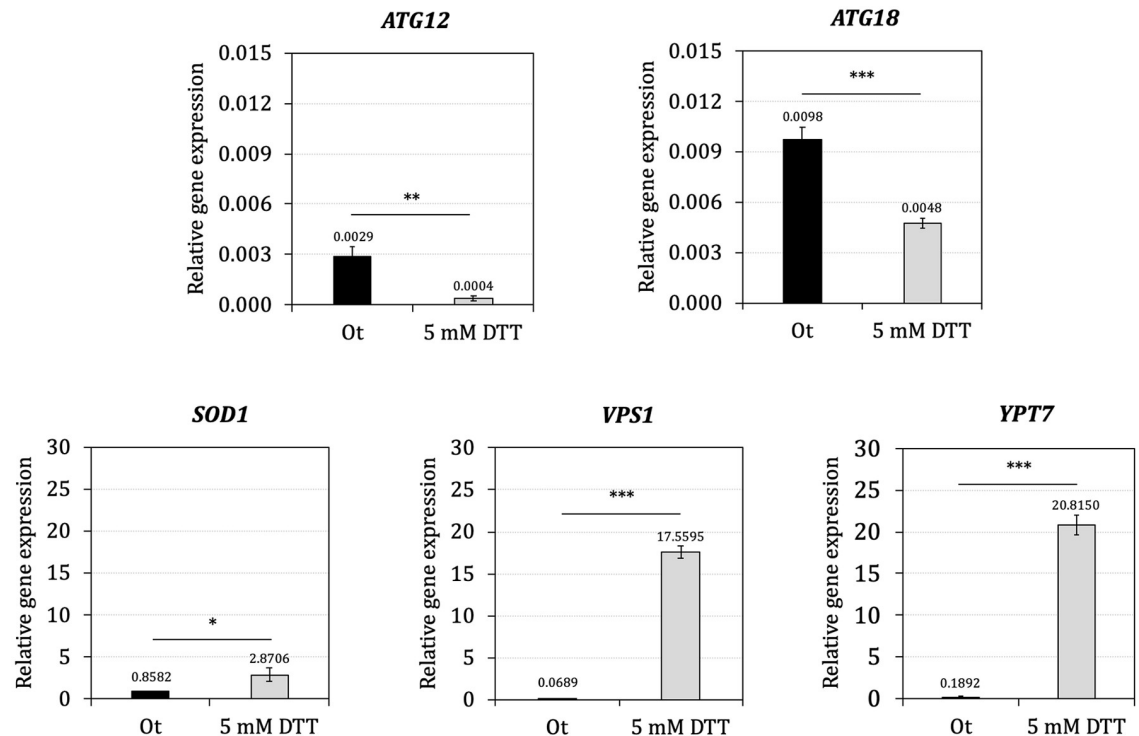 ATG12
Relative gene expression
0.015
0.012
0.009
0.006
0.003
0.000
**
0.0029
0.0004
Ot
5 mM DTT
ATG18
Relative gene expression
0.015
0.012
0.009
0.006
0.003
0.000
***
0.0098
0.0048
Ot
5 mM DTT
SOD1
Relative gene expression
30
25
20
15
10
5
0
*
0.8582
2.8706
Ot
5 mM DTT
VPS1
Relative gene expression
30
25
20
15
10
5
0
***
0.0689
17.5595
Ot
5 mM DTT
YPT7
Relative gene expression
30
25
20
15
10
5
0
***
0.1892
20.8150
Ot
5 mM DTT